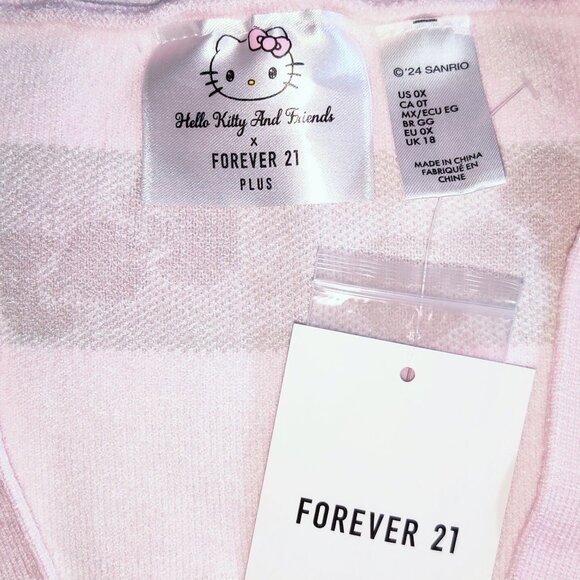 Hello Kitty And Friends
x
FOREVER 21
PLUS
© '24 SANRIO
US 0X
CA 0T
MX/ECU EG
BR GG
EU 0X
UK 18
MADE IN CHINA
FABRIQUÉ EN
CHINE
FOREVER 21